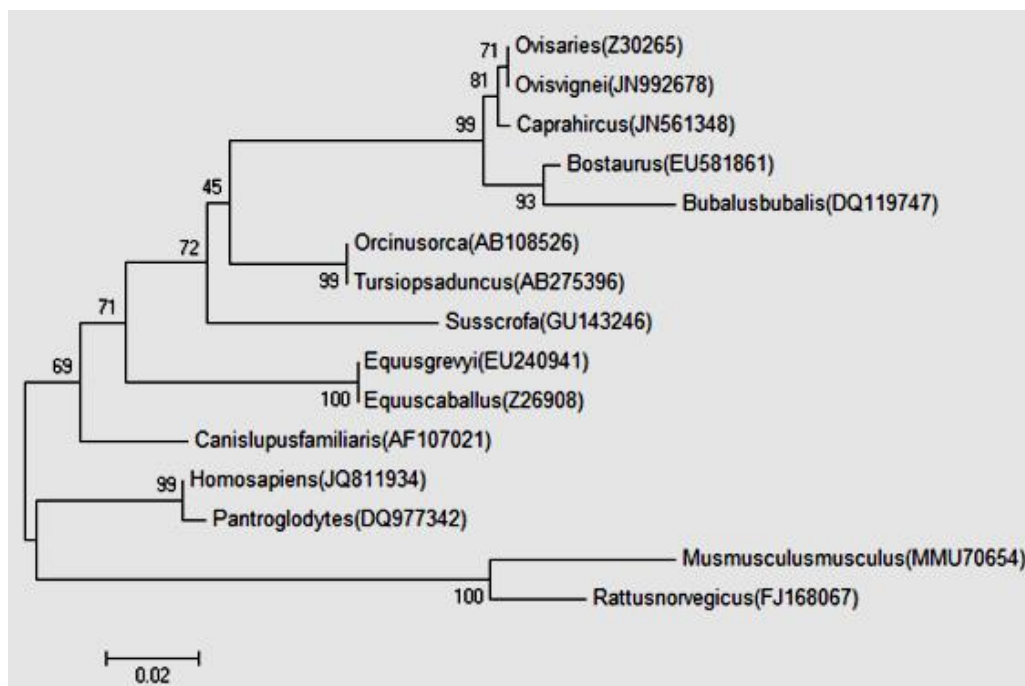 71
Ovisaries(Z30265)
81
Ovisvignei(JN992678)
99
Caprahircus(JN561348)
Bostaurus(EU581861)
45
93
Bubalusbubalis(DQ119747)
72
Orcinusorca(AB108526)
99
Tursiopsaduncus(AB275396)
71
Susscrofa(GU143246)
69
Equusgrevyi(EU240941)
100
Equuscaballus(Z26908)
Canislupusfamiliaris(AF107021)
99
Homosapiens(JQ811934)
Pantroglodytes(DQ977342)
Musmusculusmusculus(MMU70654)
100
Rattusnorvegicus(FJ168067)
0.02